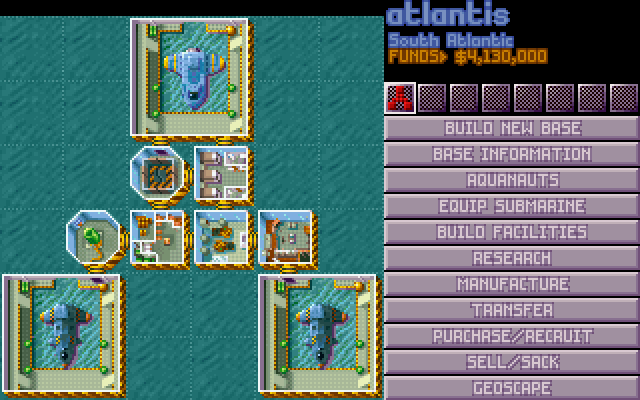 atlantis
South Atlantic
FUNDS> $4,130,000
BUILD NEW BASE
BASE INFORMATION
AQUANAUTS
EQUIP SUBMARINE
BUILD FACILITIES
RESEARCH
MANUFACTURE
TRANSFER
PURCHASE/RECRUIT
SELL/SACK
GEOSCAPE